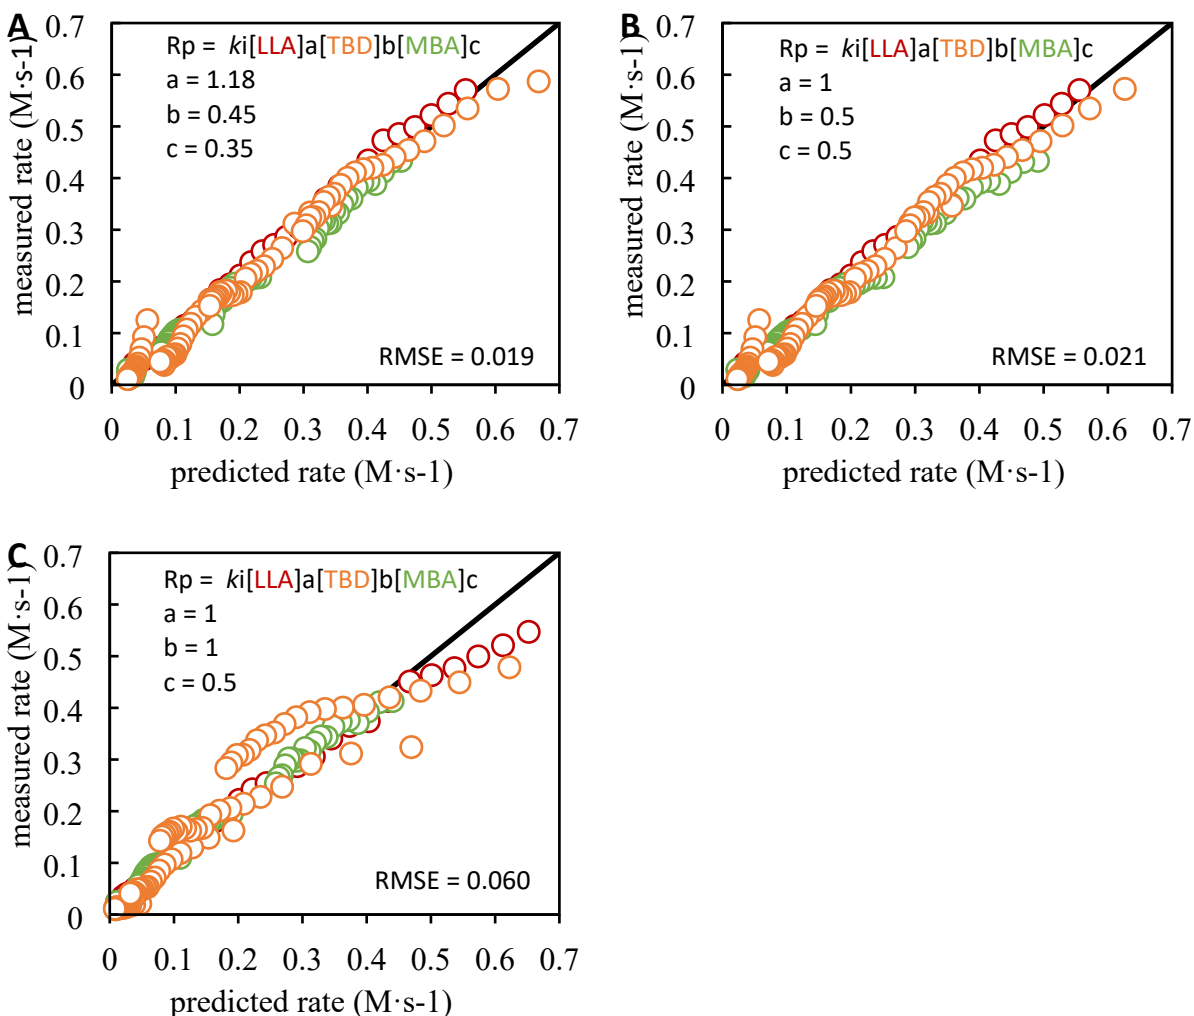 A
0.7
0.6
0.5
0.4
0.3
0.2
0.1
0
measured rate (M·s-1)
Rp = ki[LLA]a[TBD]b[MBA]c
a = 1.18
b = 0.45
c = 0.35
RMSE = 0.019
0 0.1 0.2 0.3 0.4 0.5 0.6 0.7
predicted rate (M·s-1)
B
0.7
0.6
0.5
0.4
0.3
0.2
0.1
0
measured rate (M·s-1)
Rp = ki[LLA]a[TBD]b[MBA]c
a = 1
b = 0.5
c = 0.5
RMSE = 0.021
0 0.1 0.2 0.3 0.4 0.5 0.6 0.7
predicted rate (M·s-1)
C
0.7
0.6
0.5
0.4
0.3
0.2
0.1
0
measured rate (M·s-1)
Rp = ki[LLA]a[TBD]b[MBA]c
a = 1
b = 1
c = 0.5
RMSE = 0.060
0 0.1 0.2 0.3 0.4 0.5 0.6 0.7
predicted rate (M·s-1)